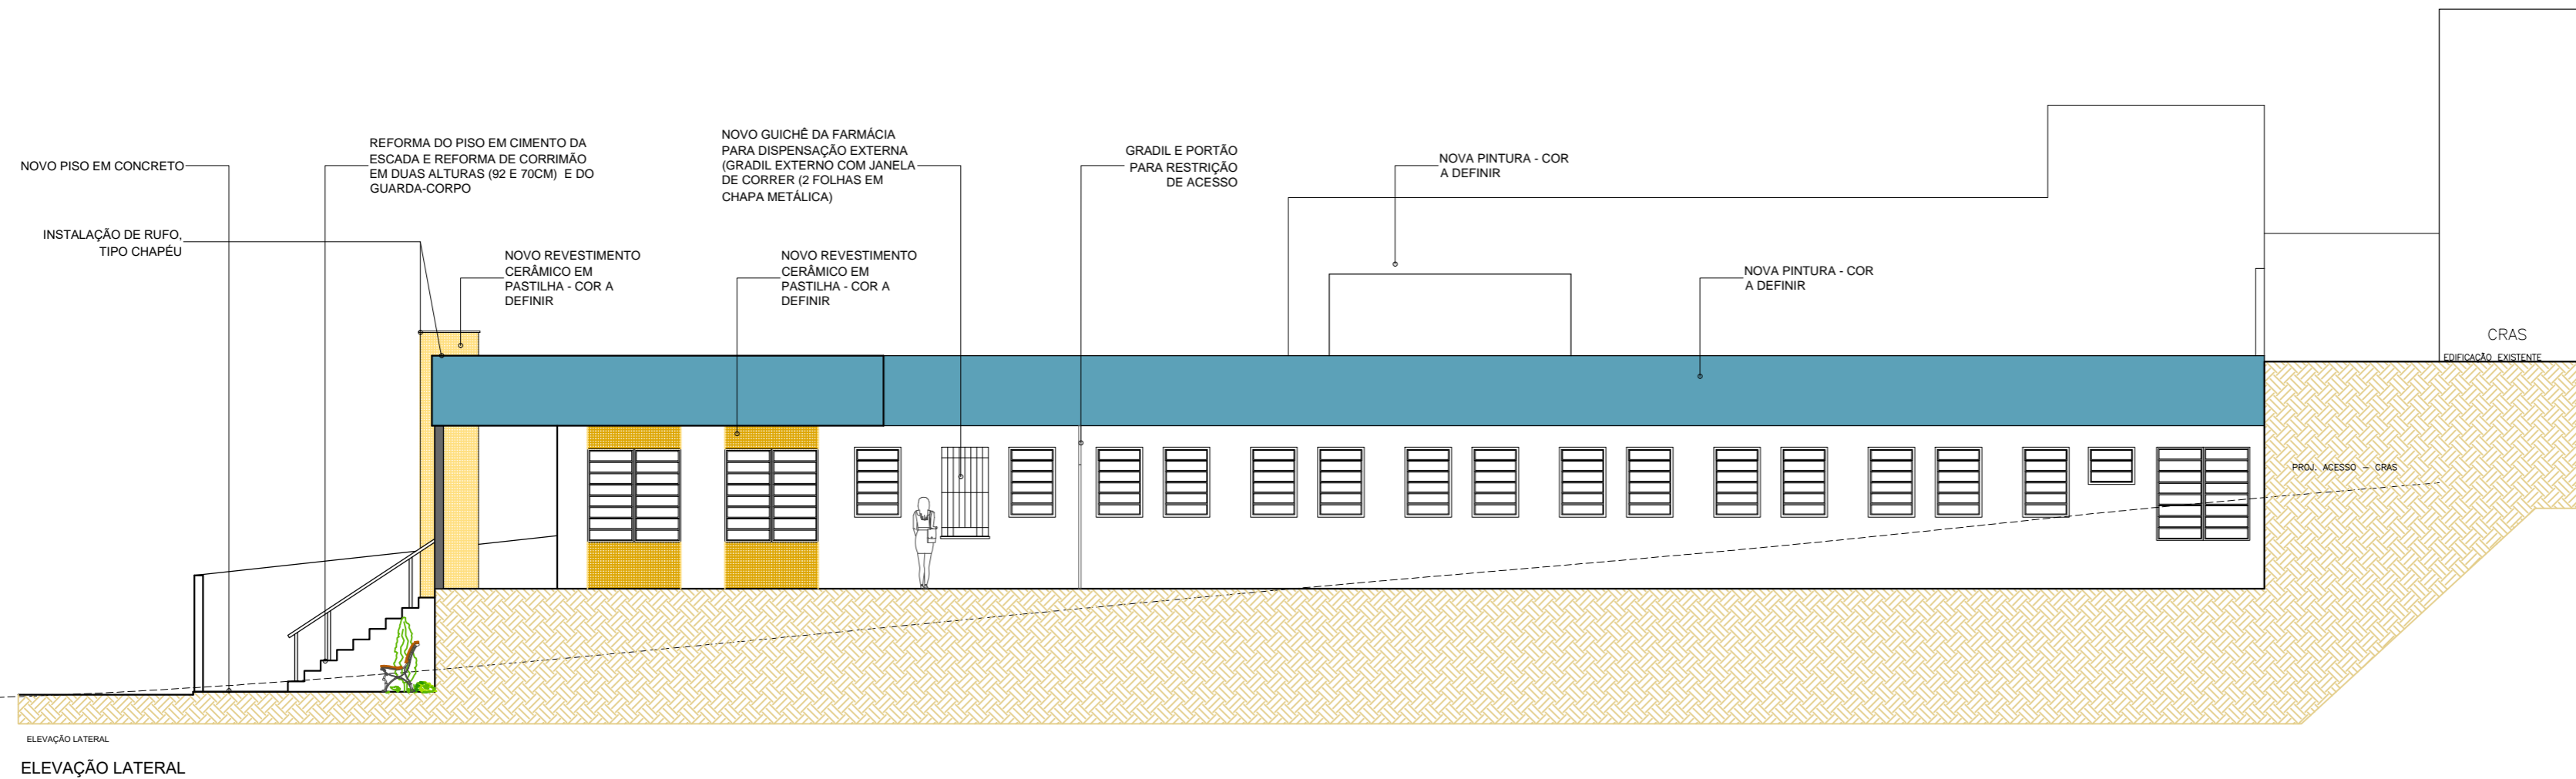 NOVO PISO EM CONCRETO
REFORMA DO PISO EM CIMENTO DA
ESCADA E REFORMA DE CORRIMÃO
EM DUAS ALTURAS (92 E 70CM) E DO
GUARDA-CORPO
NOVO GUICHÊ DA FARMÁCIA
PARA DISPENSAÇÃO EXTERNA
(GRADIL EXTERNO COM JANELA
DE CORRER (2 FOLHAS EM
CHAPA METÁLICA)
GRADIL E PORTÃO
PARA RESTRIÇÃO
DE ACESSO
NOVA PINTURA - COR
A DEFINIR
INSTALAÇÃO DE RUFO,
TIPO CHAPÉU
NOVO REVESTIMENTO
CERÂMICO EM
PASTILHA - COR A
DEFINIR
NOVO REVESTIMENTO
CERÂMICO EM
PASTILHA - COR A
DEFINIR
NOVA PINTURA - COR
A DEFINIR
CRAS
EDIFICAÇÃO EXISTENTE
PROJ. ACESSO - CRAS
ELEVAÇÃO LATERAL
ELEVAÇÃO LATERAL